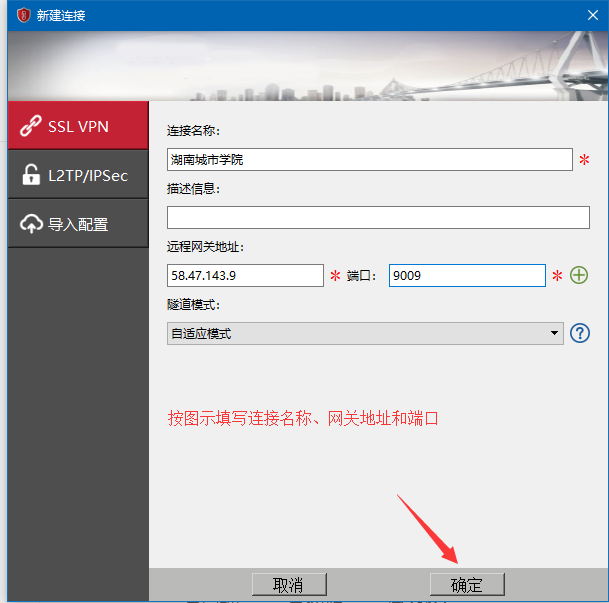 新建连接
SSL VPN
L2TP/IPSec
导入配置
连接名称:
湖南城市学院 *
描述信息:
远程网关地址:
58.47.143.9 * 端口: 9009 *
隧道模式:
自适应模式
按图示填写连接名称、网关地址和端口
取消 确定